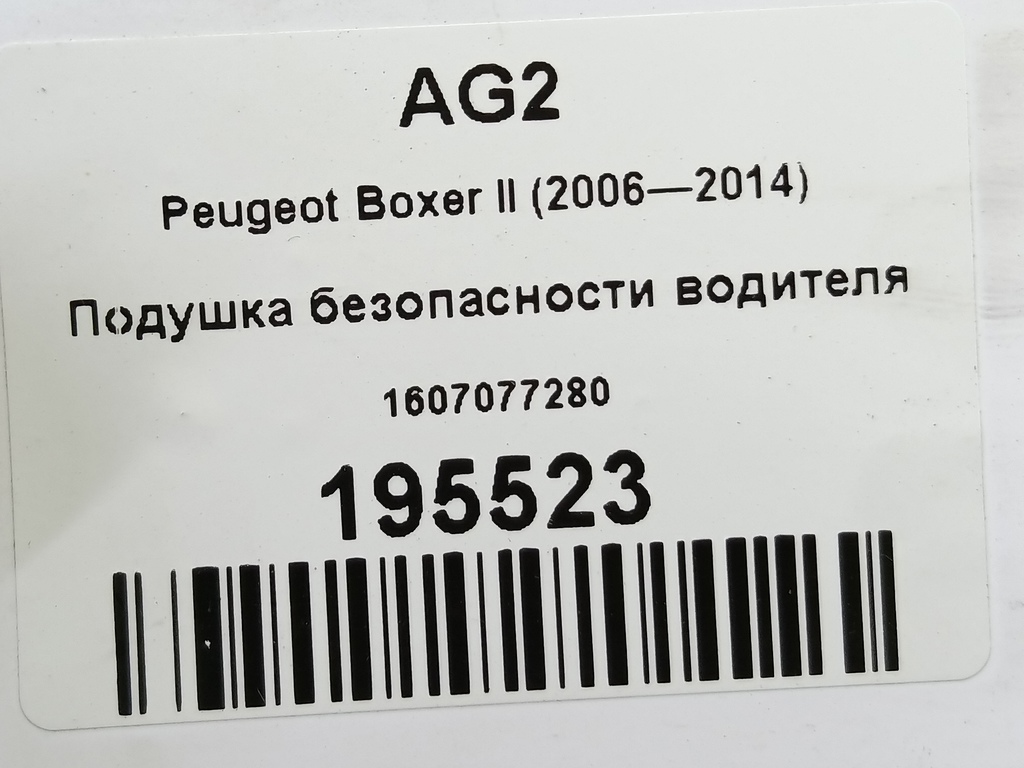 AG2
Peugeot Boxer II (2006—2014)
Подушка безопасности водителя
1607077280
195523